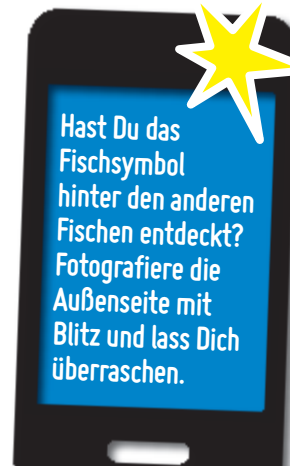 Hast Du das
Fischsymbol
hinter den anderen
Fischen entdeckt?
Fotografiere die
Außenseite mit
Blitz und lass Dich
überraschen.